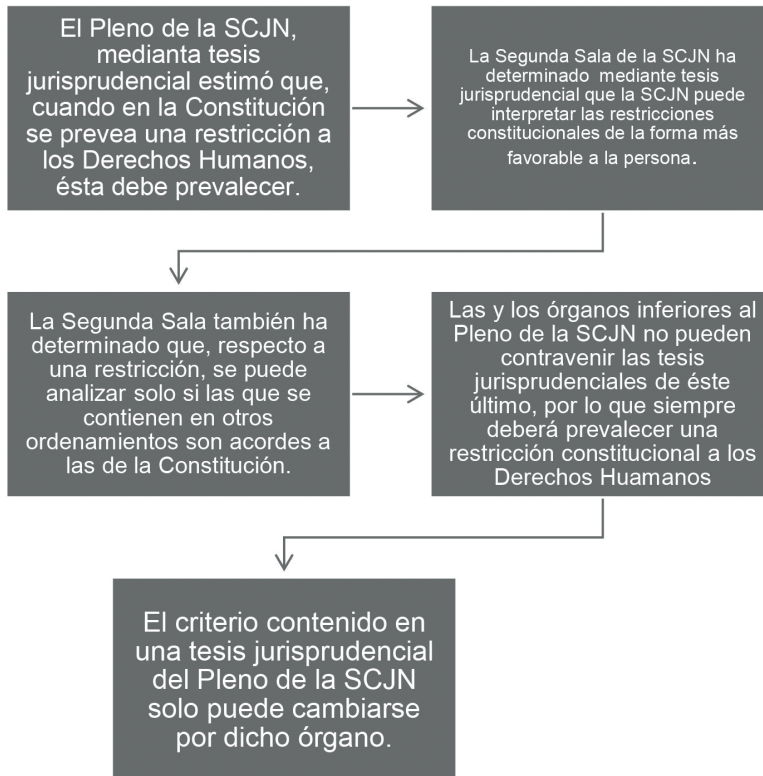 El Pleno de la SCJN,
medianta tesis
jurisprudencial estimó que,
cuando en la Constitución
se prevea una restricción a
los Derechos Humanos,
ésta debe prevalecer.
La Segunda Sala de la SCJN ha
determinado mediante tesis
jurisprudencial que la SCJN puede
interpretar las restricciones
constitucionales de la forma más
favorable a la persona.
La Segunda Sala también ha
determinado que, respecto a
una restricción, se puede
analizar solo si las que se
contienen en otros
ordenamientos son acordes a
las de la Constitución.
Las y los órganos inferiores al
Pleno de la SCJN no pueden
contravenir las tesis
jurisprudenciales de éste
último, por lo que siempre
deberá prevalecer una
restricción constitucional a los
Derechos Huamanos
El criterio contenido en
una tesis jurisprudencial
del Pleno de la SCJN
solo puede cambiarse
por dicho órgano.